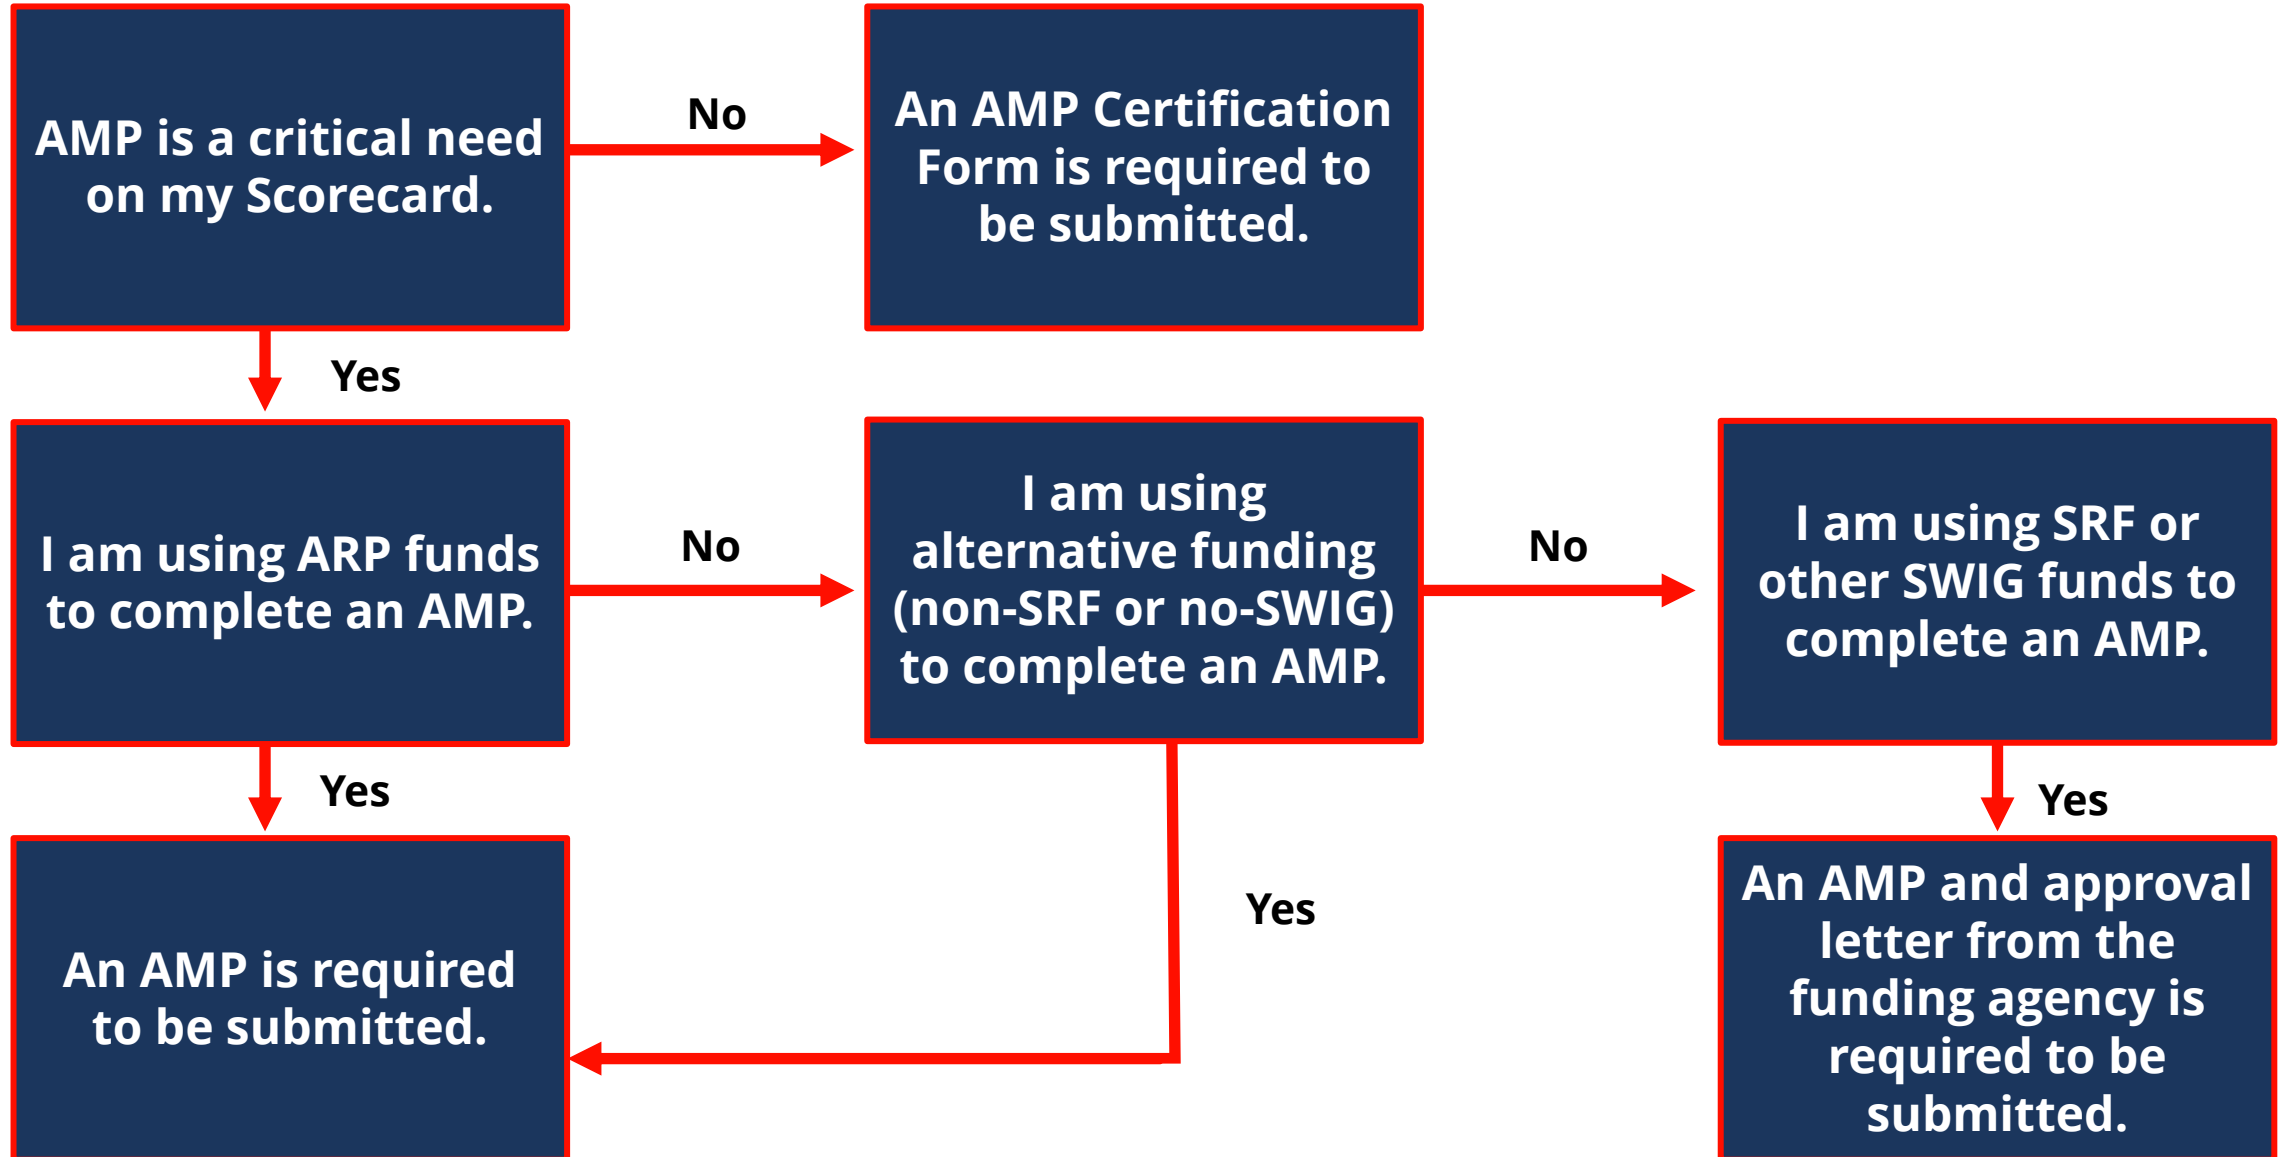 AMP is a critical need
on my Scorecard.
No
An AMP Certification
Form is required to
be submitted.
Yes
I am using ARP funds
to complete an AMP.
No
I am using
alternative funding
(non-SRF or no-SWIG)
to complete an AMP.
No
I am using SRF or
other SWIG funds to
complete an AMP.
Yes
Yes
Yes
An AMP is required
to be submitted.
An AMP and approval
letter from the
funding agency is
required to be
submitted.